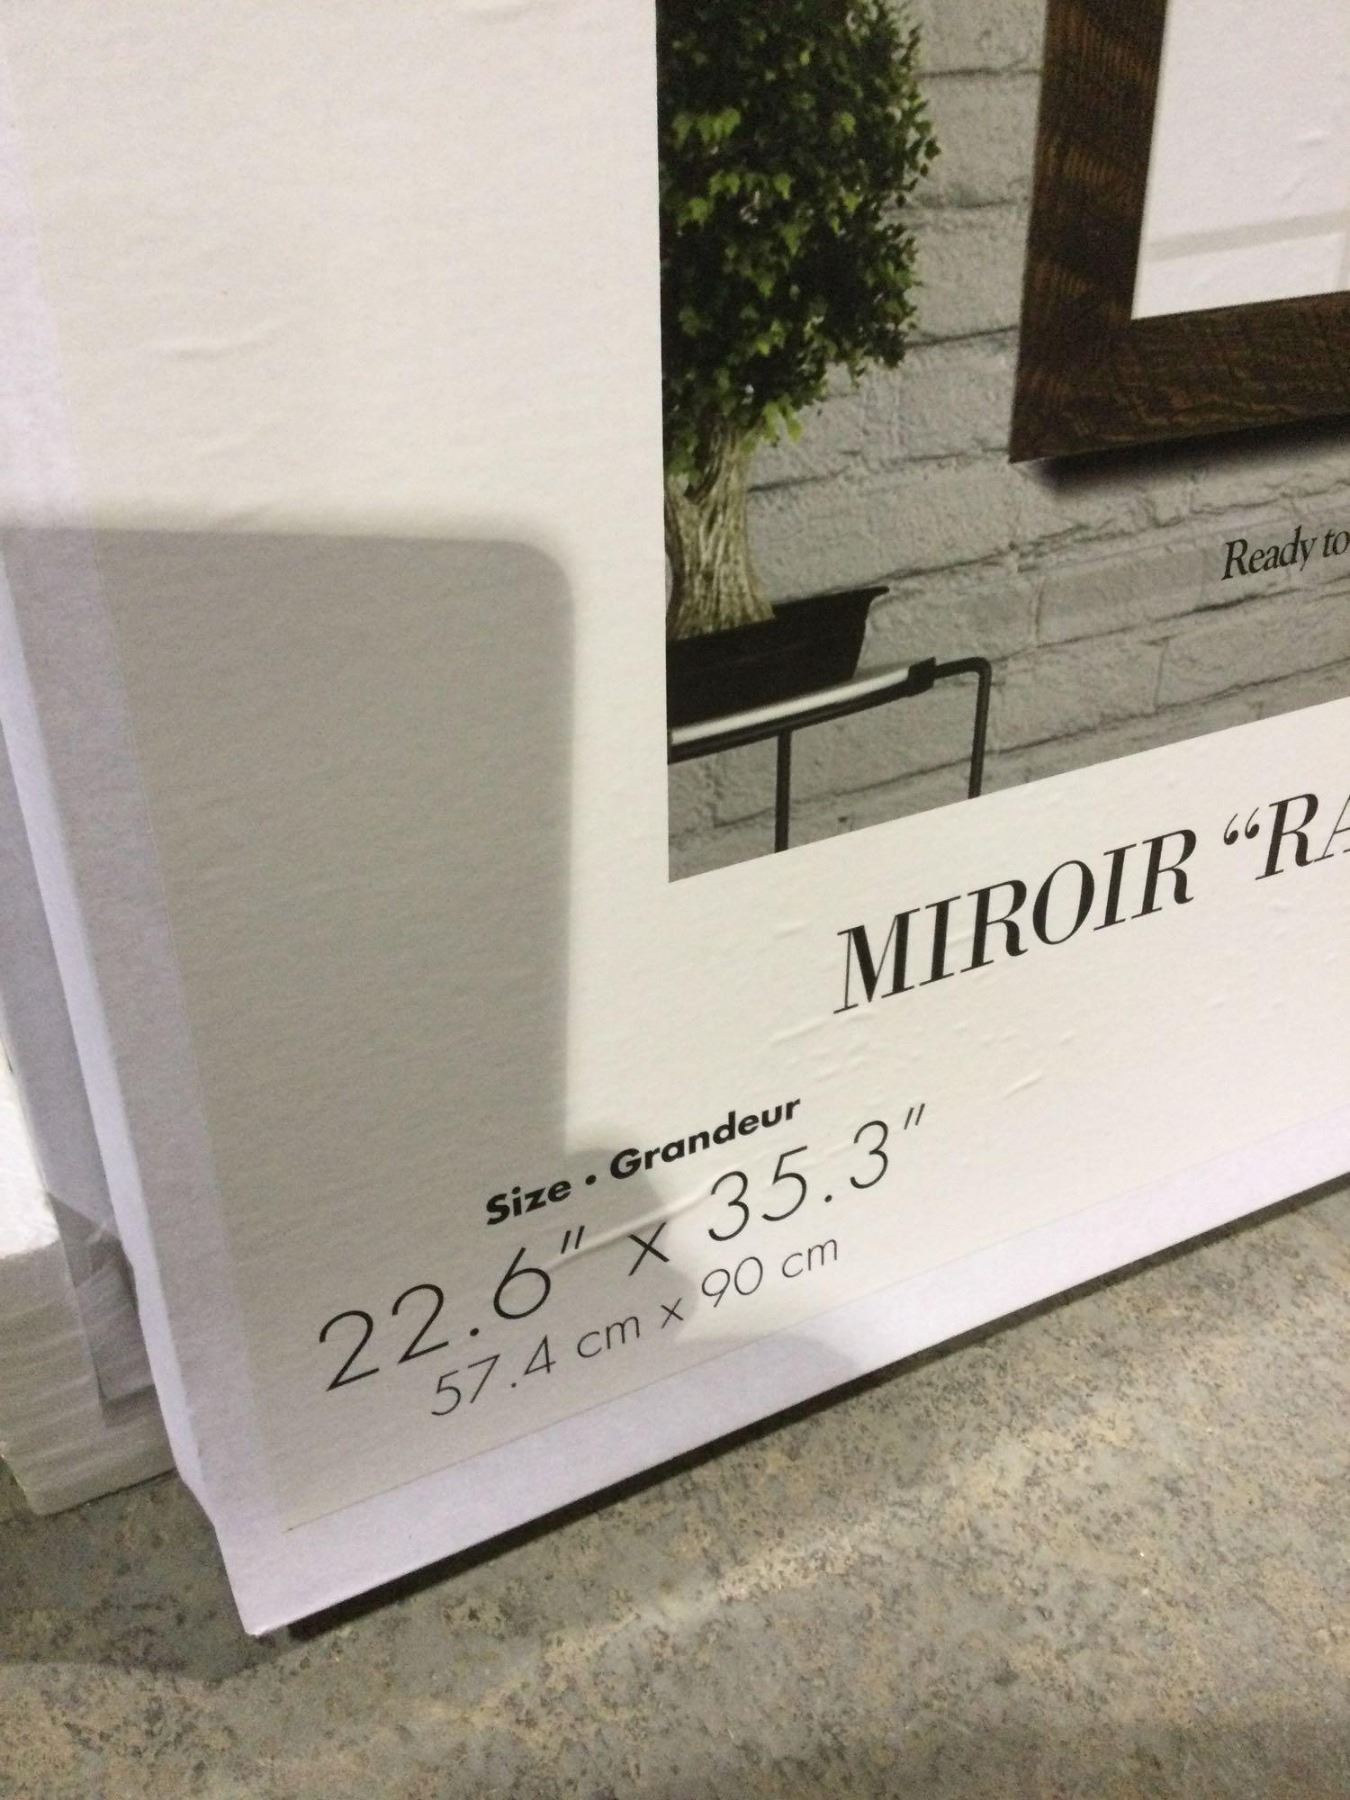 Ready to
MIROIR “RA
Size • Grandeur
22.6" x 35.3"
57.4 cm x 90 cm